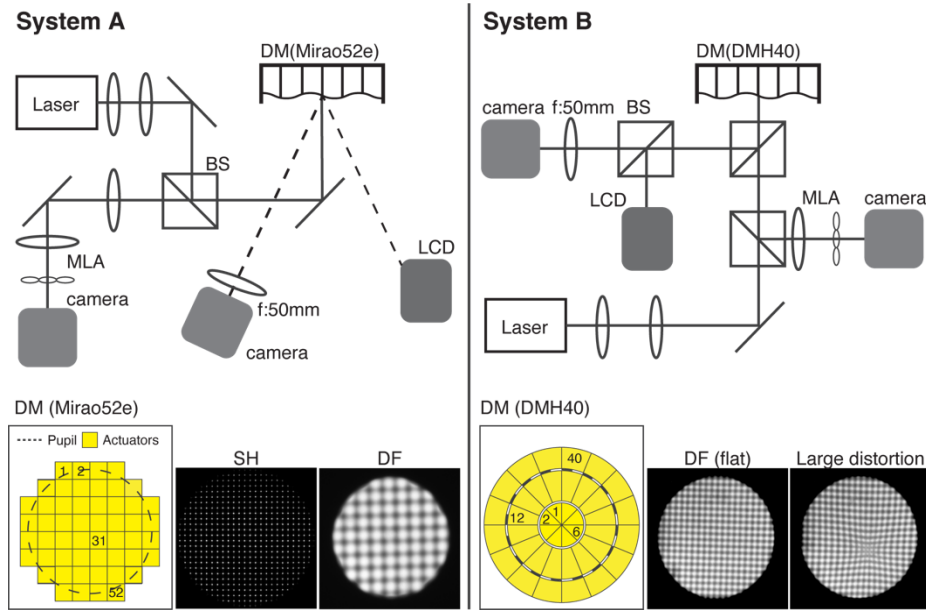 System A
DM(Mirao52e)
Laser
BS
MLA
camera
f:50mm
camera
LCD
DM (Mirao52e)
Pupil Actuators
1 2
31
52
SH
DF
System B
DM(DMH40)
camera f:50mm BS
LCD
MLA
camera
Laser
DM (DMH40)
40
1
12 2
6
DF (flat)
Large distortion